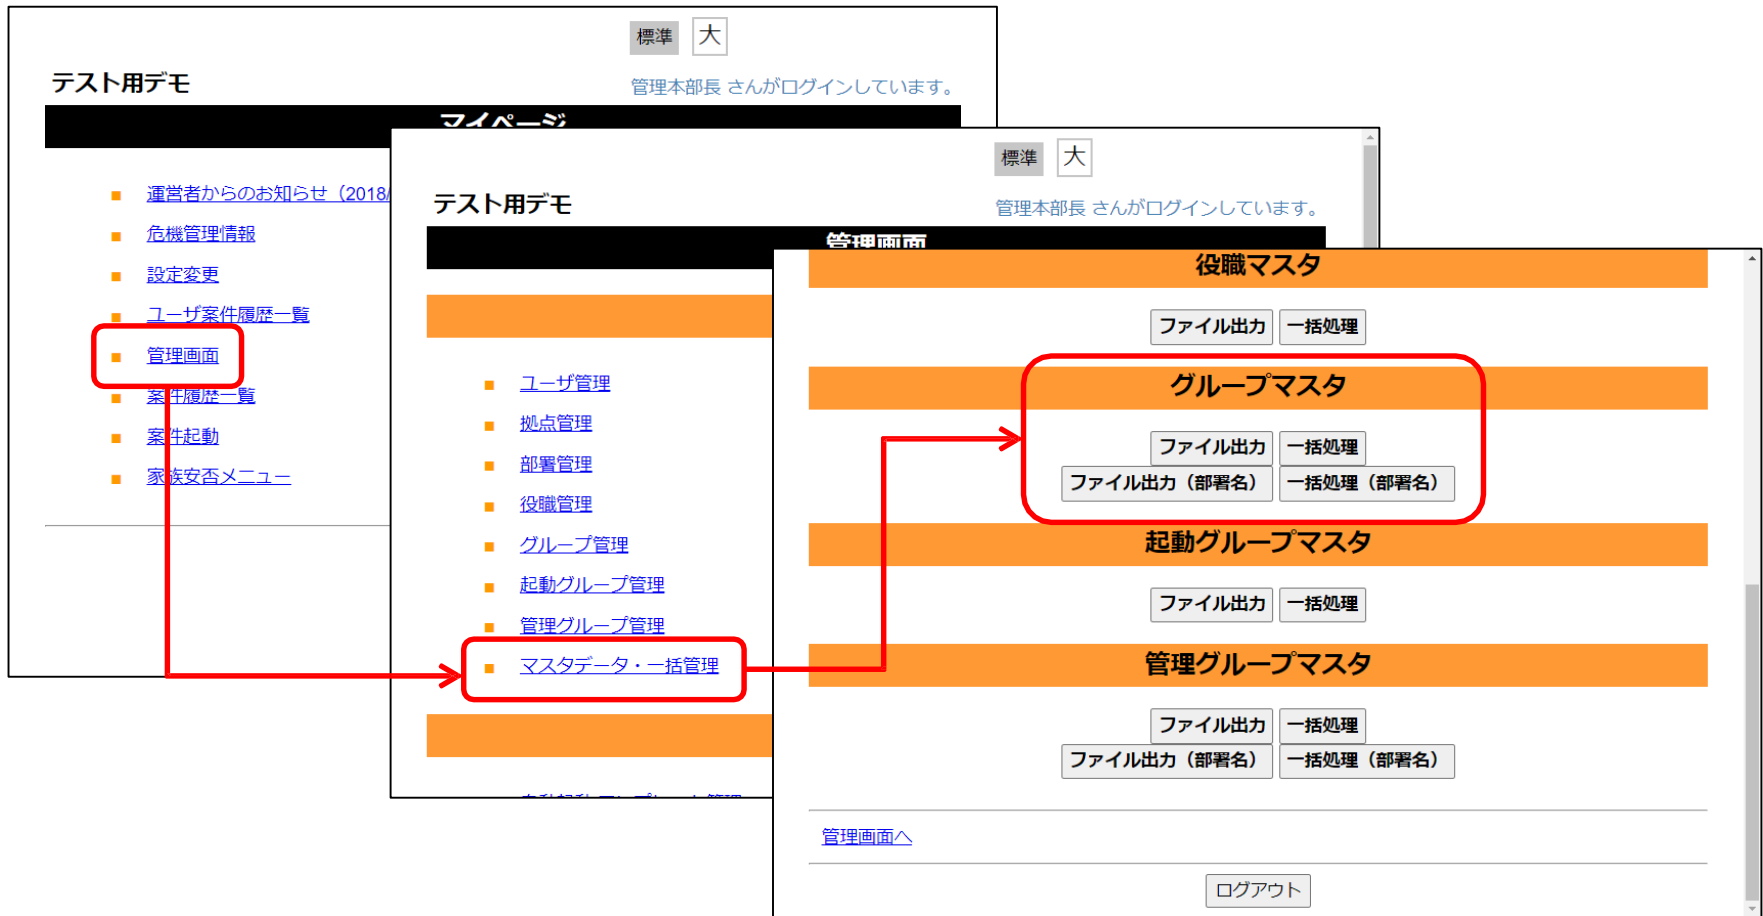 標準 大
テスト用デモ
管理本部長 さんがログインしています。
マイページ
運営者からのお知らせ（2018/
危機管理情報
設定変更
ユーザ案件履歴一覧
管理画面
案件履歴一覧
案件起動
家族安否メニュー
標準 大
テスト用デモ
管理本部長 さんがログインしています。
管理画面
ユーザ管理
拠点管理
部署管理
役職管理
グループ管理
起動グループ管理
管理グループ管理
マスタデータ・一括管理
役職マスタ
ファイル出力 一括処理
グループマスタ
ファイル出力 一括処理
ファイル出力（部署名） 一括処理（部署名）
起動グループマスタ
ファイル出力 一括処理
管理グループマスタ
ファイル出力 一括処理
ファイル出力（部署名） 一括処理（部署名）
管理画面へ
ログアウト